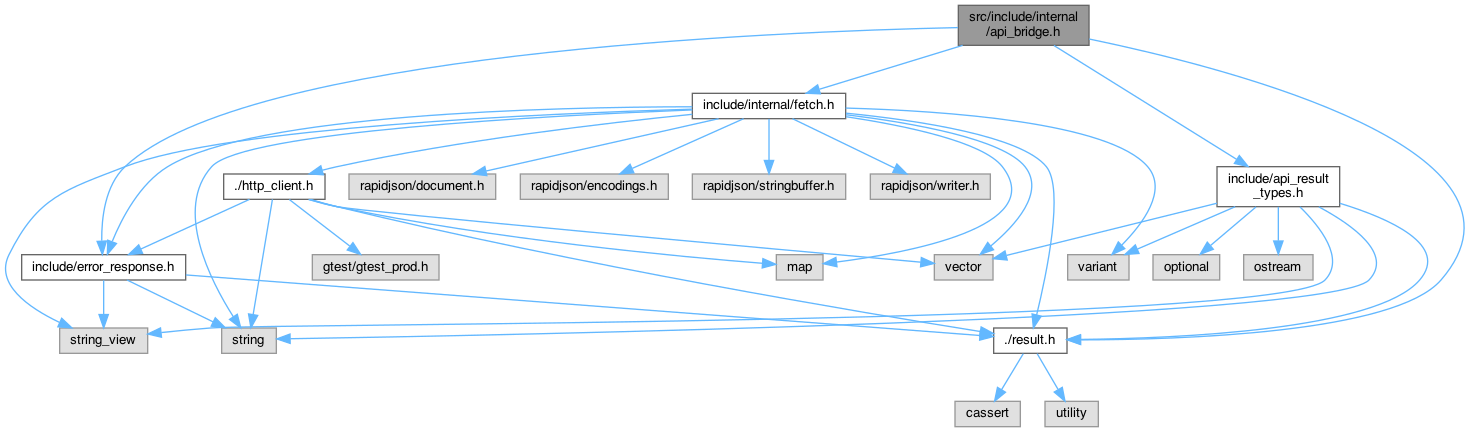 src/include/internal
/api_bridge.h
include/internal/fetch.h
./http_client.h
rapidjson/document.h
rapidjson/encodings.h
rapidjson/stringbuffer.h
rapidjson/writer.h
include/api_result
_types.h
include/error_response.h
gtest/gtest_prod.h
map
vector
variant
optional
ostream
string_view
string
./result.h
cassert
utility